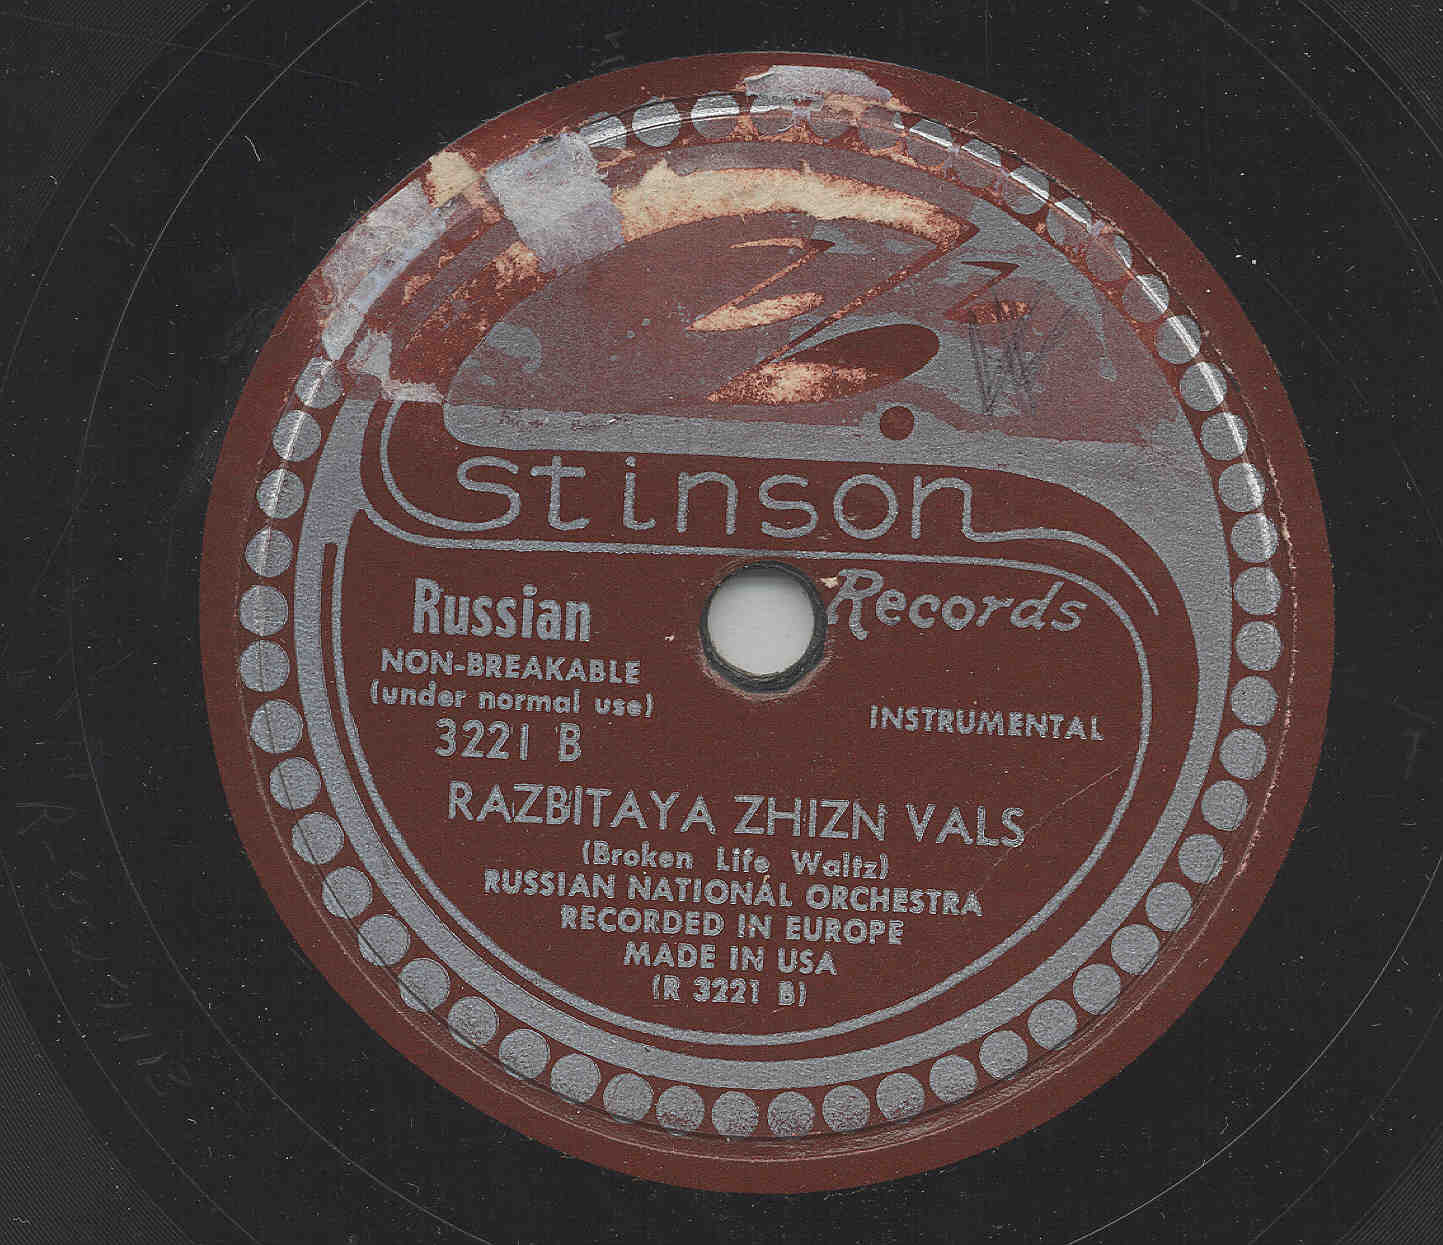 Stinson
Records
Russian
NON-BREAKABLE
(under normal use)
3221 B
INSTRUMENTAL
RAZBITAYA ZHIZN VALS
(Broken Life Waltz)
RUSSIAN NATIONAL ORCHESTRA
RECORDED IN EUROPE
MADE IN USA
(R 3221 B)